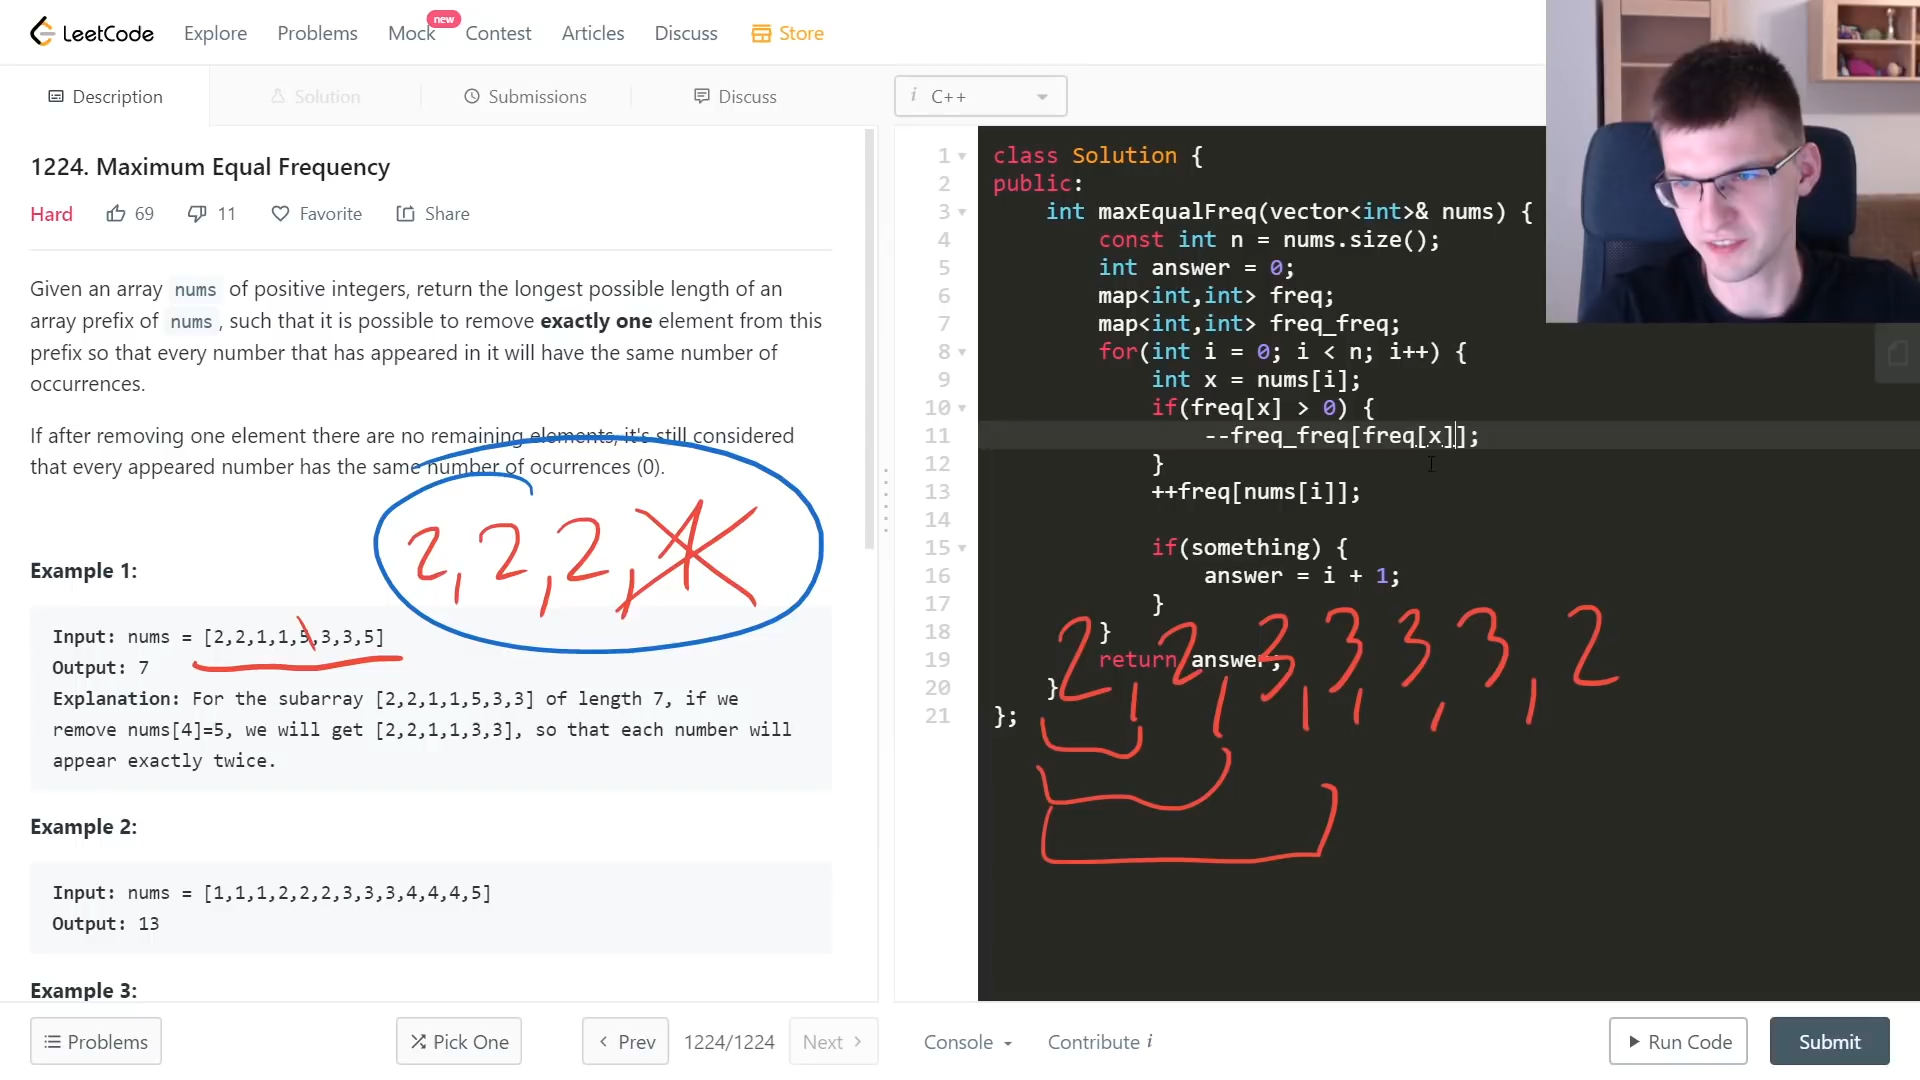 LeetCode Explore Problems Mock new Contest Articles Discuss Store
Description Solution Submissions Discuss
i C++
1224. Maximum Equal Frequency
Hard 69 11 Favorite Share
Given an array nums of positive integers, return the longest possible length of an
array prefix of nums, such that it is possible to remove exactly one element from this
prefix so that every number that has appeared in it will have the same number of
occurrences.
If after removing one element there are no remaining elements, it's still considered
that every appeared number has the same number of ocurrences (0).
2, 2, 2, 1
Example 1:
Input: nums = [2,2,1,1,5,3,3,5]
Output: 7
Explanation: For the subarray [2,2,1,1,5,3,3] of length 7, if we
remove nums[4]=5, we will get [2,2,1,1,3,3], so that each number will
appear exactly twice.
Example 2:
Input: nums = [1,1,1,2,2,2,3,3,3,4,4,4,5]
Output: 13
Example 3:
1 class Solution {
2 public:
3 int maxEqualFreq(vector<int>& nums) {
4 const int n = nums.size();
5 int answer = 0;
6 map<int,int> freq;
7 map<int,int> freq_freq;
8 for(int i = 0; i < n; i++) {
9 int x = nums[i];
10 if(freq[x] > 0) {
11 --freq_freq[freq[x]];
12 }
13 ++freq[nums[i]];
14
15 if(something) {
16 answer = i + 1;
17 }
18 }
19 return answer;
20 }
21 };
2, 2, 3, 3, 3, 3, 2
Problems Pick One Prev 1224/1224 Next
Console Contribute i Run Code Submit